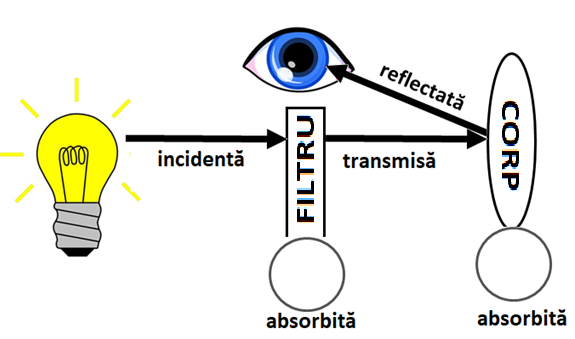 reflectată
incidentă
FILTRU
transmisă
CORP
absorbită
absorbită